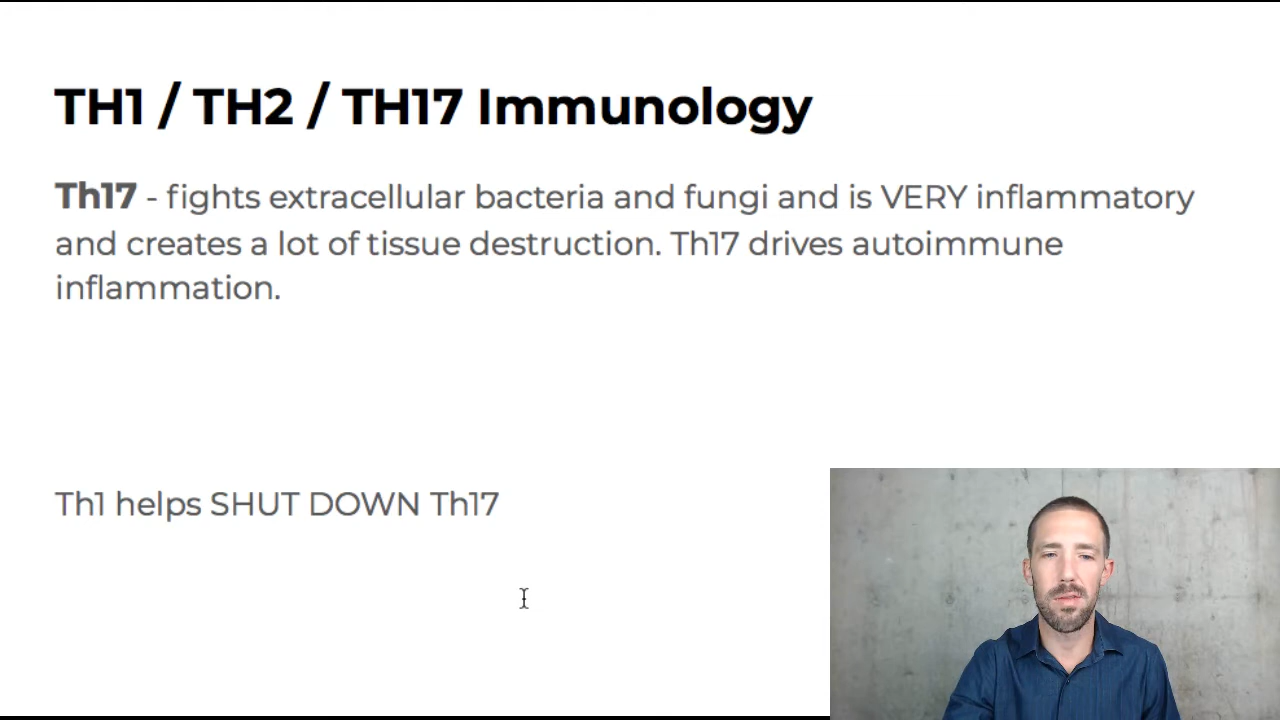 TH1 / TH2 / TH17 Immunology
Th17 - fights extracellular bacteria and fungi and is VERY inflammatory
and creates a lot of tissue destruction. Th17 drives autoimmune
inflammation.
Th1 helps SHUT DOWN Th17